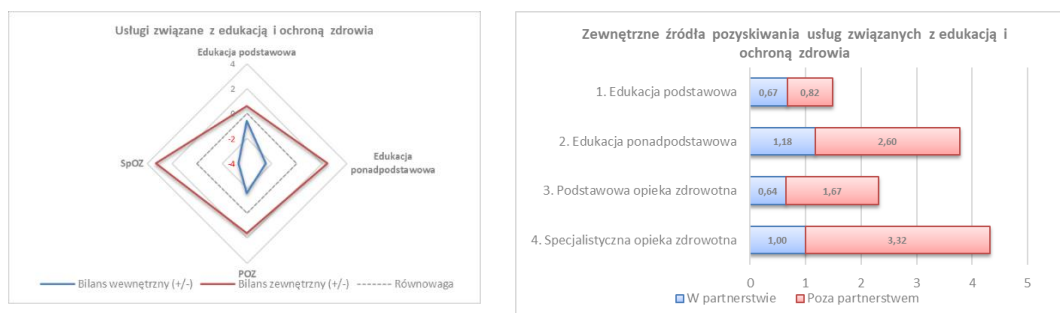 Usługi związane z edukacją i ochroną zdrowia
Edukacja podstawowa
4
2
0
-2
-4
SpOZ
Edukacja
ponadpodstawowa
POZ
Bilans wewnętrzny (+/-)
Bilans zewnętrzny (+/-)
Równowaga
Zewnętrzne źródła pozyskiwania usług związanych z edukacją i
ochroną zdrowia
0 1 2 3 4 5
1. Edukacja podstawowa
0,67 0,82
2. Edukacja ponadpodstawowa
1,18 2,60
3. Podstawowa opieka zdrowotna
0,64 1,67
4. Specjalistyczna opieka zdrowotna
1,00 3,32
W partnerstwie
Poza partnerstwem